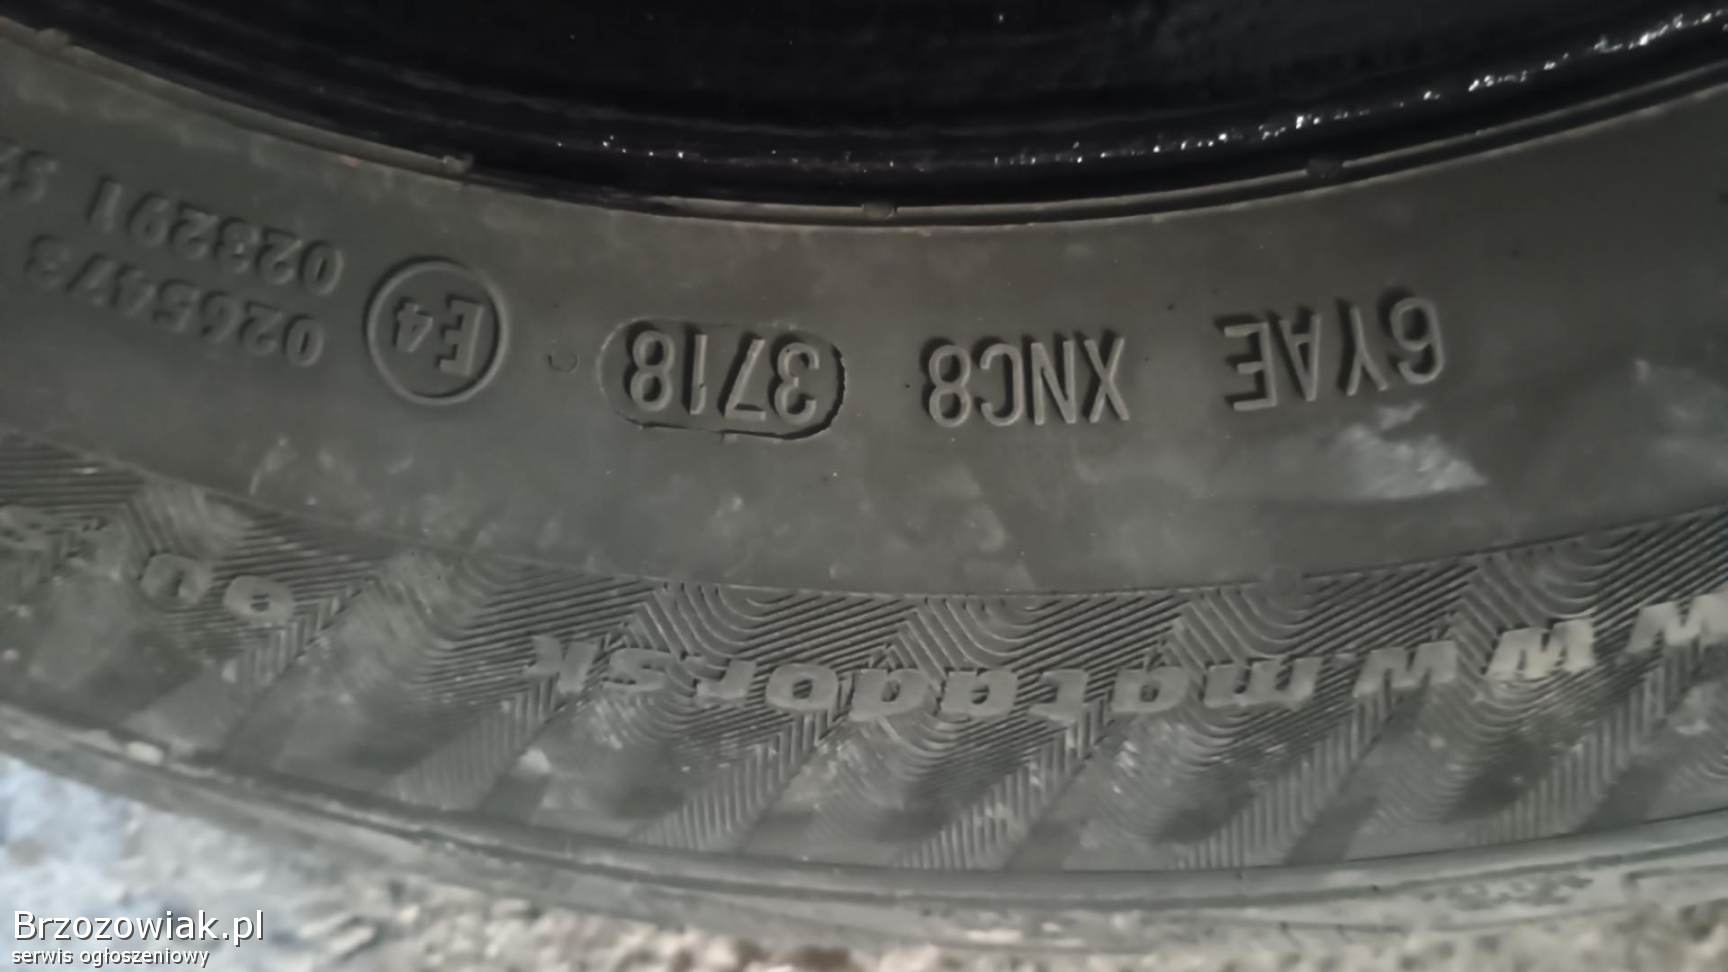 6YAE XNC8 3718 E4
023291
0265473
www.matador.sk
Brzozowiak.pl
serwis ogłoszeniowy